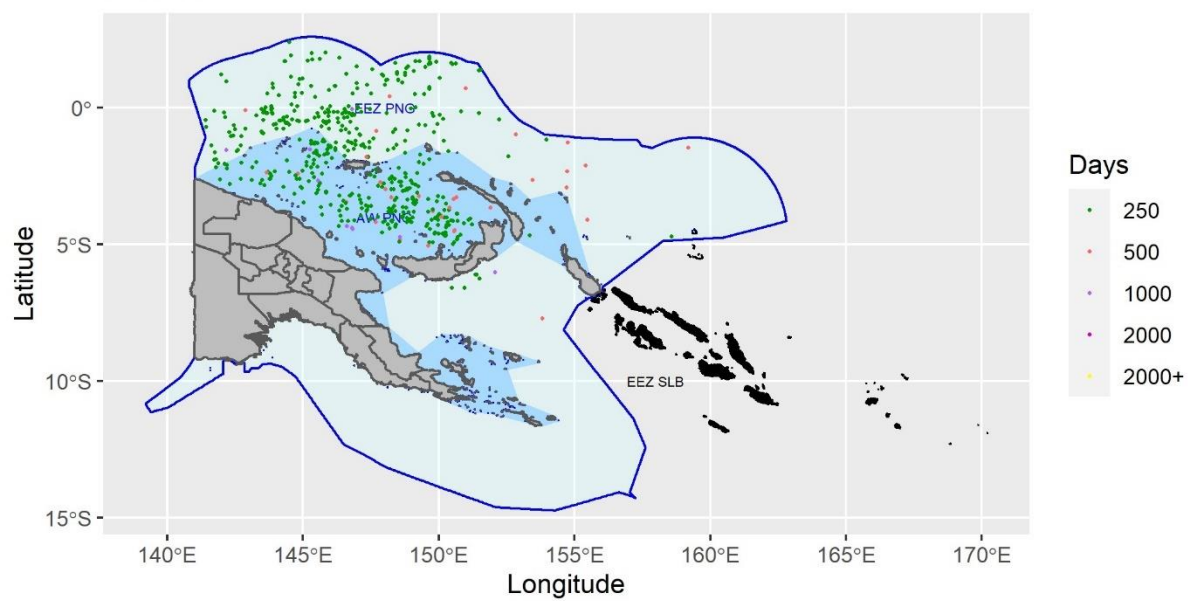 0°
5°S
10°S
15°S
Latitude
140°E
145°E
150°E
155°E
160°E
165°E
170°E
Longitude
EEZ PNG
AW PNG
EEZ SLB
Days
250
500
1000
2000
2000+